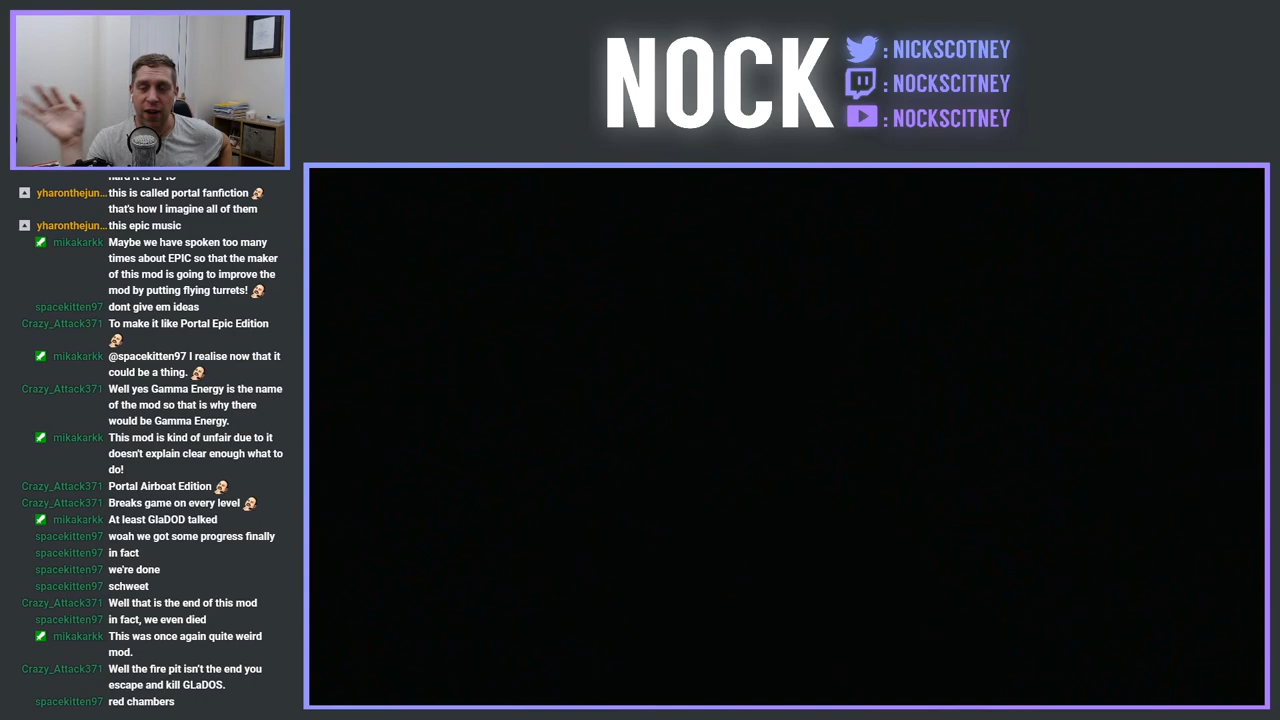 NOCK
: NICKSCOTNEY
: NOCKSCITNEY
: NOCKSCITNEY
hard it is EPIC
yharonthejun... this is called portal fanfiction
that's how I imagine all of them
yharonthejun... this epic music
mikakarkk Maybe we have spoken too many
times about EPIC so that the maker
of this mod is going to improve the
mod by putting flying turrets!
spacekitten97 dont give em ideas
Crazy_Attack371 To make it like Portal Epic Edition
mikakarkk @spacekitten97 I realise now that it
could be a thing.
Crazy_Attack371 Well yes Gamma Energy is the name
of the mod so that is why there
would be Gamma Energy.
mikakarkk This mod is kind of unfair due to it
doesn't explain clear enough what to
do!
Crazy_Attack371 Portal Airboat Edition
Crazy_Attack371 Breaks game on every level
mikakarkk At least GlaDOD talked
spacekitten97 woah we got some progress finally
spacekitten97 in fact
spacekitten97 we're done
spacekitten97 schweet
Crazy_Attack371 Well that is the end of this mod
spacekitten97 in fact, we even died
mikakarkk This was once again quite weird
mod.
Crazy_Attack371 Well the fire pit isn't the end you
escape and kill GLaDOS.
spacekitten97 red chambers